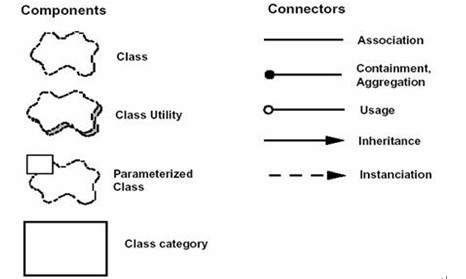 Components
Class
Class Utility
Parameterized
Class
Class category
Connectors
Association
Containment,
Aggregation
Usage
Inheritance
Instanciation